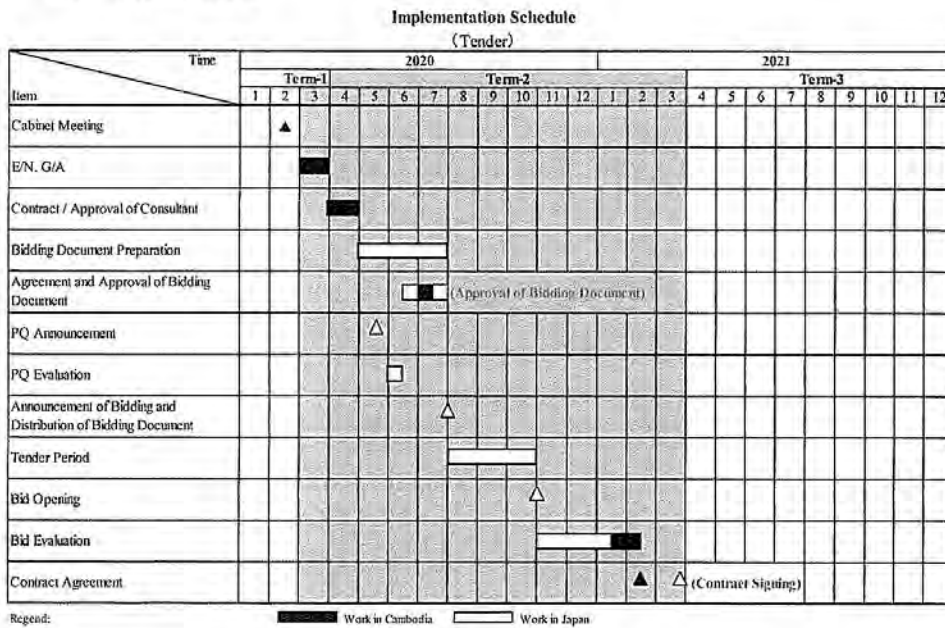 Implementation Schedule
(Tender)
Time
2020
2021
Term-1
Term-2
Term-3
Item
1 2 3 4 5 6 7 8 9 10 11 12 1 2 3 4 5 6 7 8 9 10 11 12
Cabinet Meeting
E/N. G/A
Contract / Approval of Consultant
Bidding Document Preparation
Agreement and Approval of Bidding
Document
(Approval of Bidding Document)
PQ Announcement
PQ Evaluation
Announcement of Bidding and
Distribution of Bidding Document
Tender Period
Bid Opening
Bid Evaluation
Contract Agreement
(Contract Signing)
Regend:
Work in Cambodia
Work in Japan